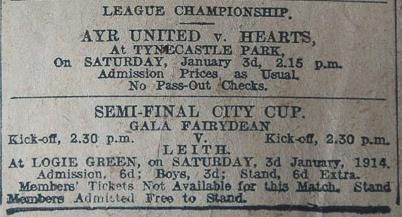 LEAGUE CHAMPIONSHIP.
AYR UNITED v. HEARTS,
At TYNECASTLE PARK,
On SATURDAY, January 3d, 2.15 p.m.
Admission Prices as Usual.
No Pass-Out Checks.
SEMI-FINAL CITY CUP.
GALA FAIRYDEAN
Kick-off, 2.30 p.m. V. Kick-off, 2.30 p.m.
LEITH.
At LOGIE GREEN, on SATURDAY, 3d January, 1914.
Admission, 6d; Boys, 3d; Stand, 6d Extra.
Members' Tickets Not Available for this Match. Stand
Members Admitted Free to Stand.